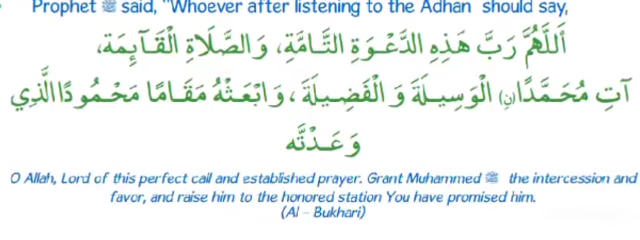 Prophet ﷺ said, "Whoever after listening to the Adhan should say,
أَللَّهُمَّ رَبَّ هَذِهِ الدَّعْوَةِ التَّامَّةِ، وَالصَّلَاةِ الْقَآئِمَة،
آتِ مُحَمَّدًا(نِ) الْوَسِيلَةَ وَ الْفَضِيلَةَ، وَابْعَثْهُ مَقَامًا مَحْمُودًا الَّذِي
وَعَدْتَّه
O Allah, Lord of this perfect call and established prayer. Grant Muhammed ﷺ the intercession and
favor, and raise him to the honored station You have promised him.
(Al - Bukhari)